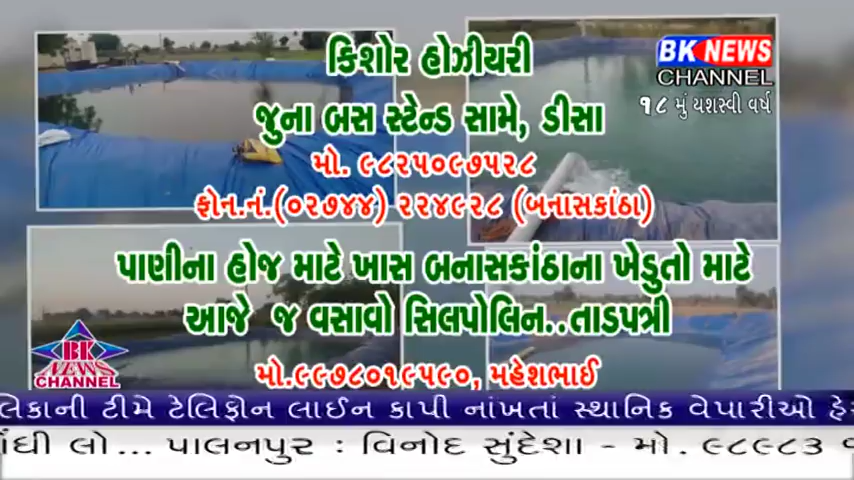 કિશોર હોઝીયરી
BK NEWS
CHANNEL
૧૮ મું યશસ્વી વર્ષ
જુના બસ સ્ટેન્ડ સામે, ડીસા
મો. ૯૮૨૫૦૯૭૫૨૮
ફોન.નં.(૦૨૭૪૪) ૨૨૪૯૨૮ (બનાસકાંઠા)
પાણીના હોજ માટે ખાસ બનાસકાંઠાના ખેડુતો માટે
આજે જ વસાવો સિલપોલિન..તાડપત્રી
BK
NEWS
CHANNEL
મો.૯૯૭૮૦૧૯૫૯૦, મહેશભાઈ
લિકાની ટીમે ટેલિફોન લાઈન કાપી નાંખતાં સ્થાનિક વેપારીઓ
લો... પાલનપુર : વિનોદ સુંદેશા - મો. ૯૮૯૮૩